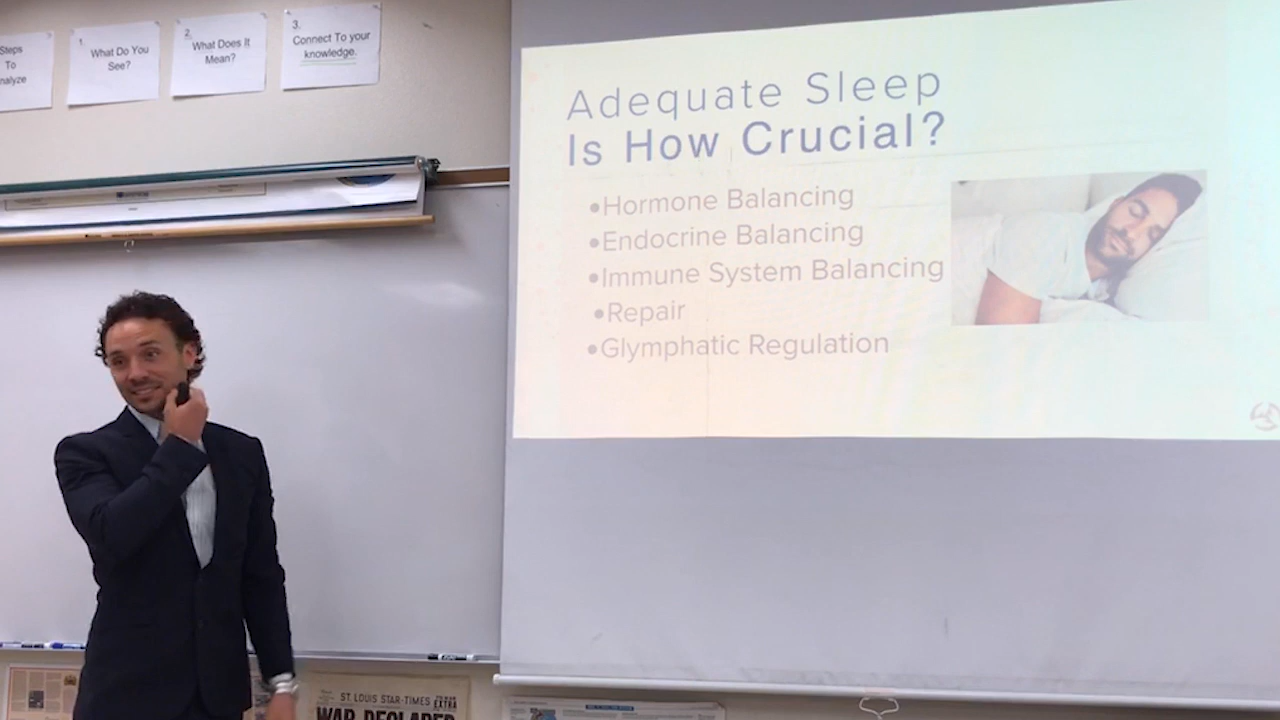 Steps
To
nalyze
1.
What Do You
See?
2.
What Does It
Mean?
3.
Connect To your
knowledge.
Adequate Sleep
Is How Crucial?
•Hormone Balancing
•Endocrine Balancing
•Immune System Balancing
•Repair
•Glymphatic Regulation
ST. LOUIS STAR-TIMES
EXTRA
WAR DECLARED